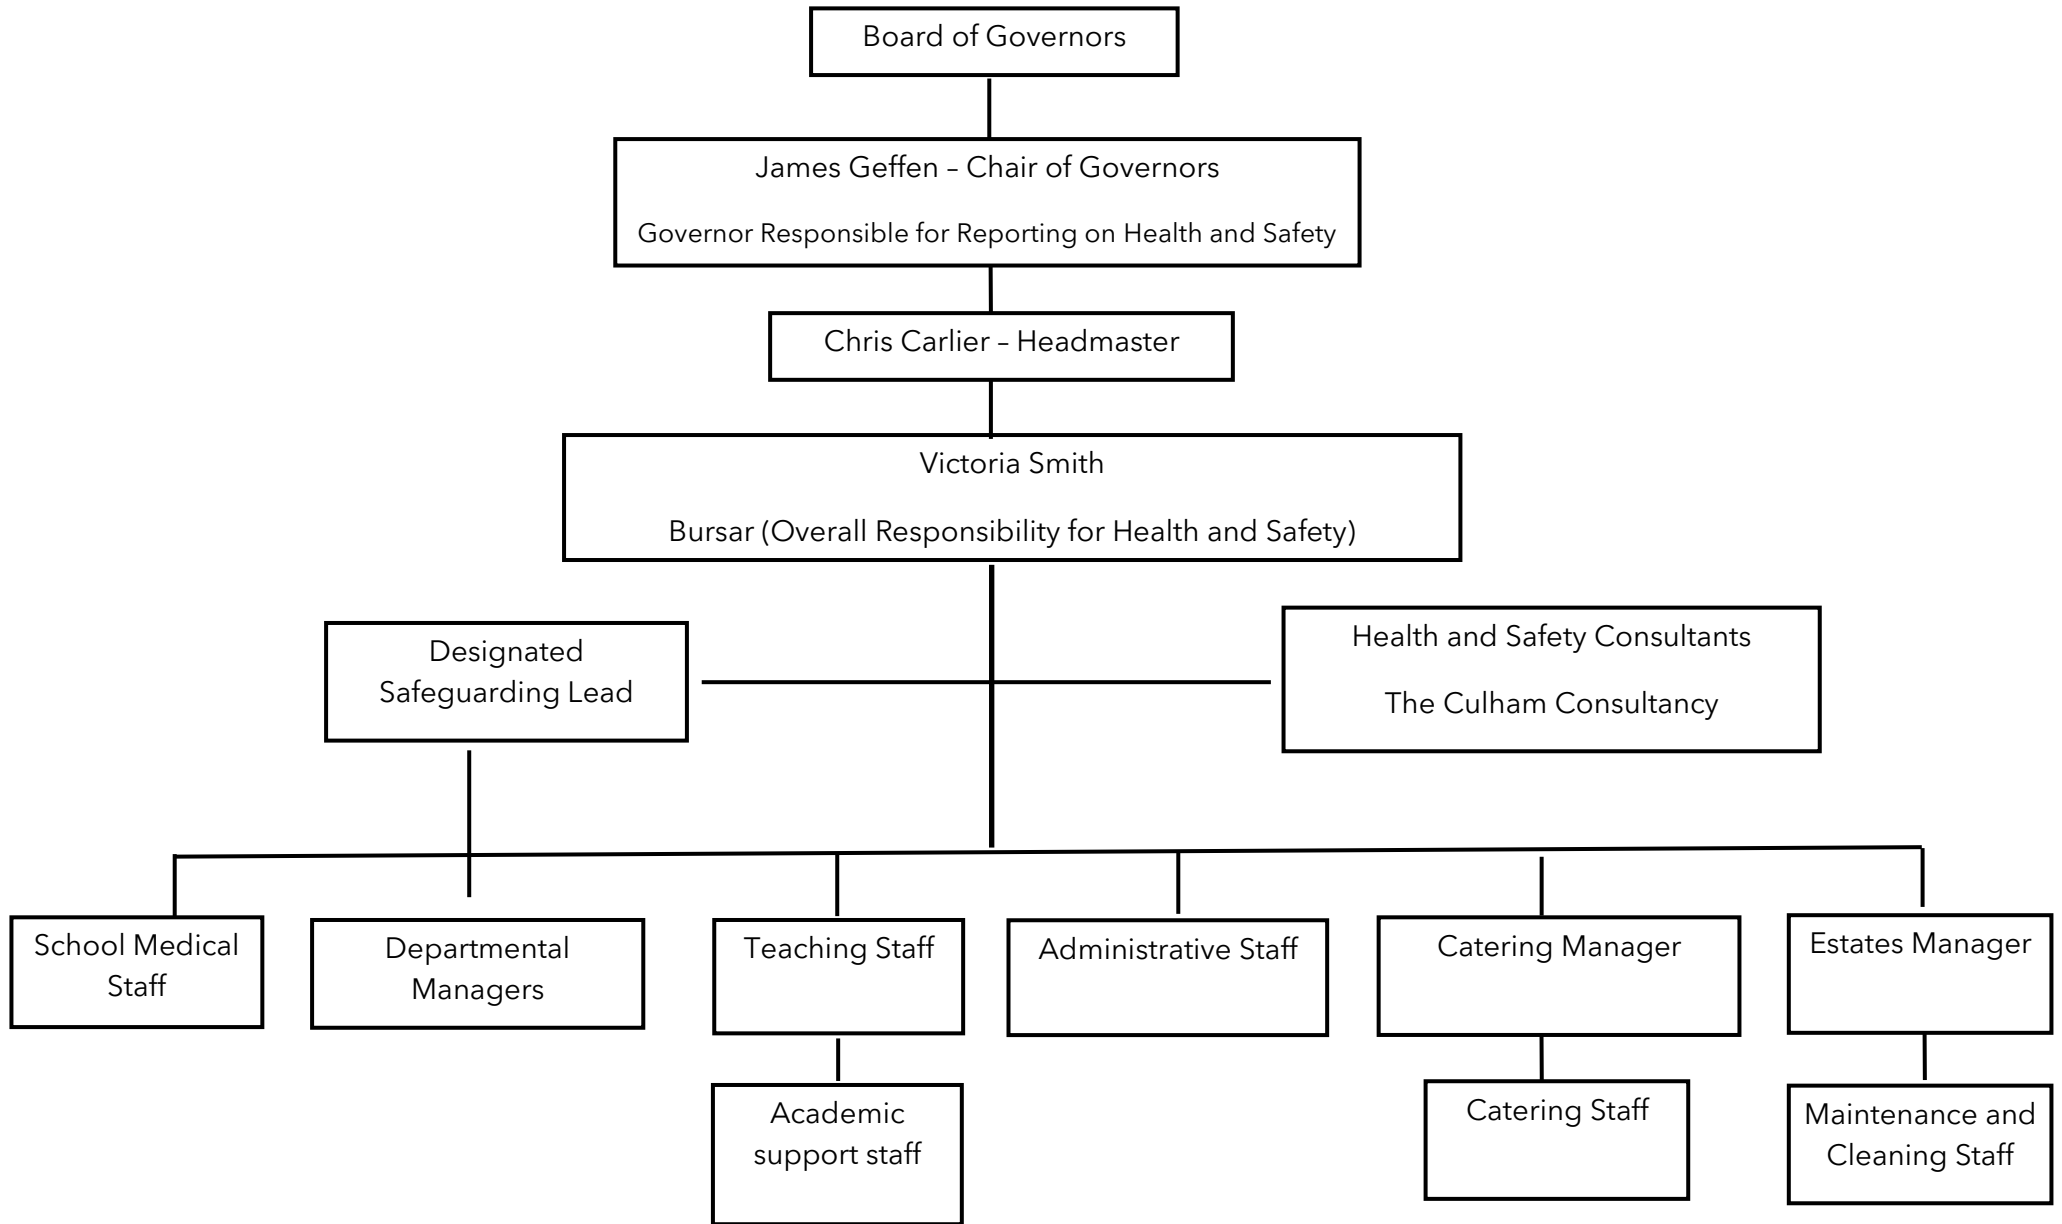 Board of Governors
James Geffen – Chair of Governors
Governor Responsible for Reporting on Health and Safety
Chris Carlier – Headmaster
Victoria Smith
Bursar (Overall Responsibility for Health and Safety)
Designated
Safeguarding Lead
Health and Safety Consultants
The Culham Consultancy
School Medical
Staff
Departmental
Managers
Teaching Staff
Administrative Staff
Catering Manager
Estates Manager
Academic
support staff
Catering Staff
Maintenance and
Cleaning Staff